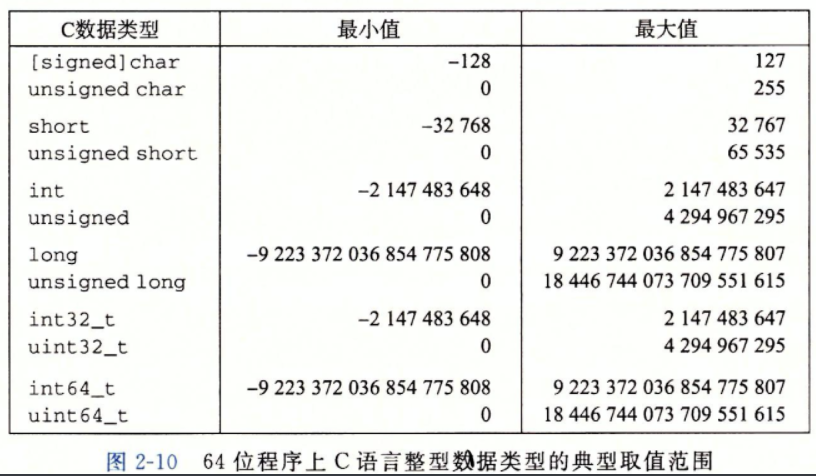 C数据类型 最小值 最大值
[signed]char −128 127
unsigned char 0 255
short −32 768 32 767
unsigned short 0 65 535
int −2 147 483 648 2 147 483 647
unsigned 0 4 294 967 295
long −9 223 372 036 854 775 808 9 223 372 036 854 775 807
unsigned long 0 18 446 744 073 709 551 615
int32_t −2 147 483 648 2 147 483 647
uint32_t 0 4 294 967 295
int64_t −9 223 372 036 854 775 808 9 223 372 036 854 775 807
uint64_t 0 18 446 744 073 709 551 615
图 2-10 64 位程序上 C 语言整型数据类型的典型取值范围